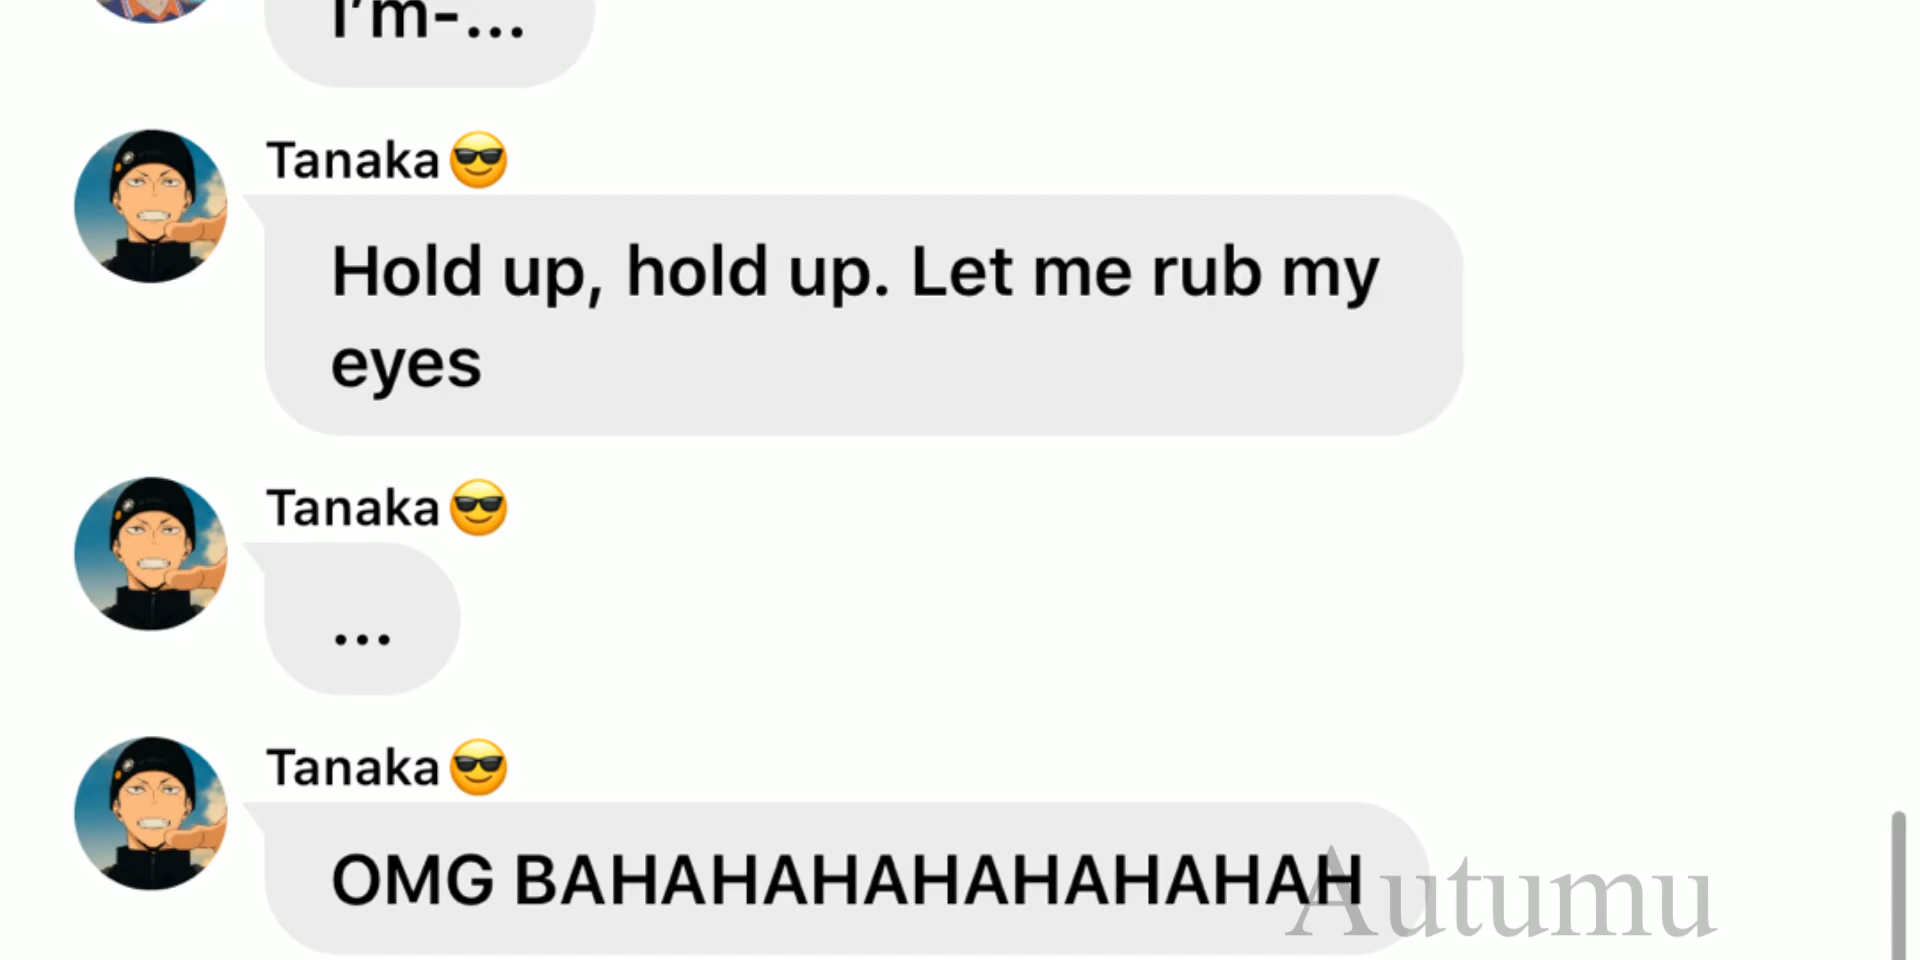 I'm-...
Tanaka😎
Hold up, hold up. Let me rub my
eyes
Tanaka😎
...
Tanaka😎
OMG BAHAHAHAHAHAHAHAH
Autumu